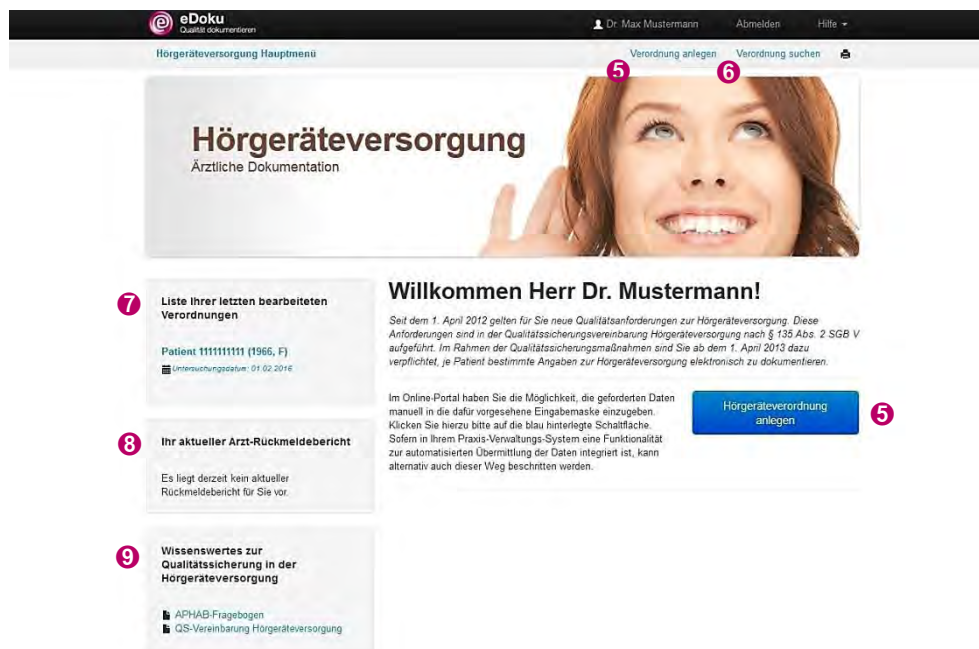 eDoku
Qualität dokumentieren
Dr. Max Mustermann Abmelden Hilfe
Hörgeräteversorgung Hauptmenü Verordnung anlegen Verordnung suchen
5 6
Hörgeräteversorgung
Ärztliche Dokumentation
7
Liste Ihrer letzten bearbeiteten
Verordnungen
Patient 1111111111 (1966, F)
Untersuchungsdatum: 01.02.2016
8
Ihr aktueller Arzt-Rückmeldebericht
Es liegt derzeit kein aktueller
Rückmeldebericht für Sie vor.
9
Wissenswertes zur
Qualitätssicherung in der
Hörgeräteversorgung
APHAB-Fragebogen
QS-Vereinbarung Hörgeräteversorgung
Willkommen Herr Dr. Mustermann!
Seit dem 1. April 2012 gelten für Sie neue Qualitätsanforderungen zur Hörgeräteversorgung. Diese
Anforderungen sind in der Qualitätssicherungsvereinbarung Hörgeräteversorgung nach § 135 Abs. 2 SGB V
aufgeführt. Im Rahmen der Qualitätssicherungsmaßnahmen sind Sie ab dem 1. April 2013 dazu
verpflichtet, je Patient bestimmte Angaben zur Hörgeräteversorgung elektronisch zu dokumentieren.
Im Online-Portal haben Sie die Möglichkeit, die geforderten Daten
manuell in die dafür vorgesehene Eingabemaske einzugeben.
Klicken Sie hierzu bitte auf die blau hinterlegte Schaltfläche.
Sofern in Ihrem Praxis-Verwaltungs-System eine Funktionalität
zur automatisierten Übermittlung der Daten integriert ist, kann
alternativ auch dieser Weg beschritten werden.
Hörgeräteverordnung
anlegen
5